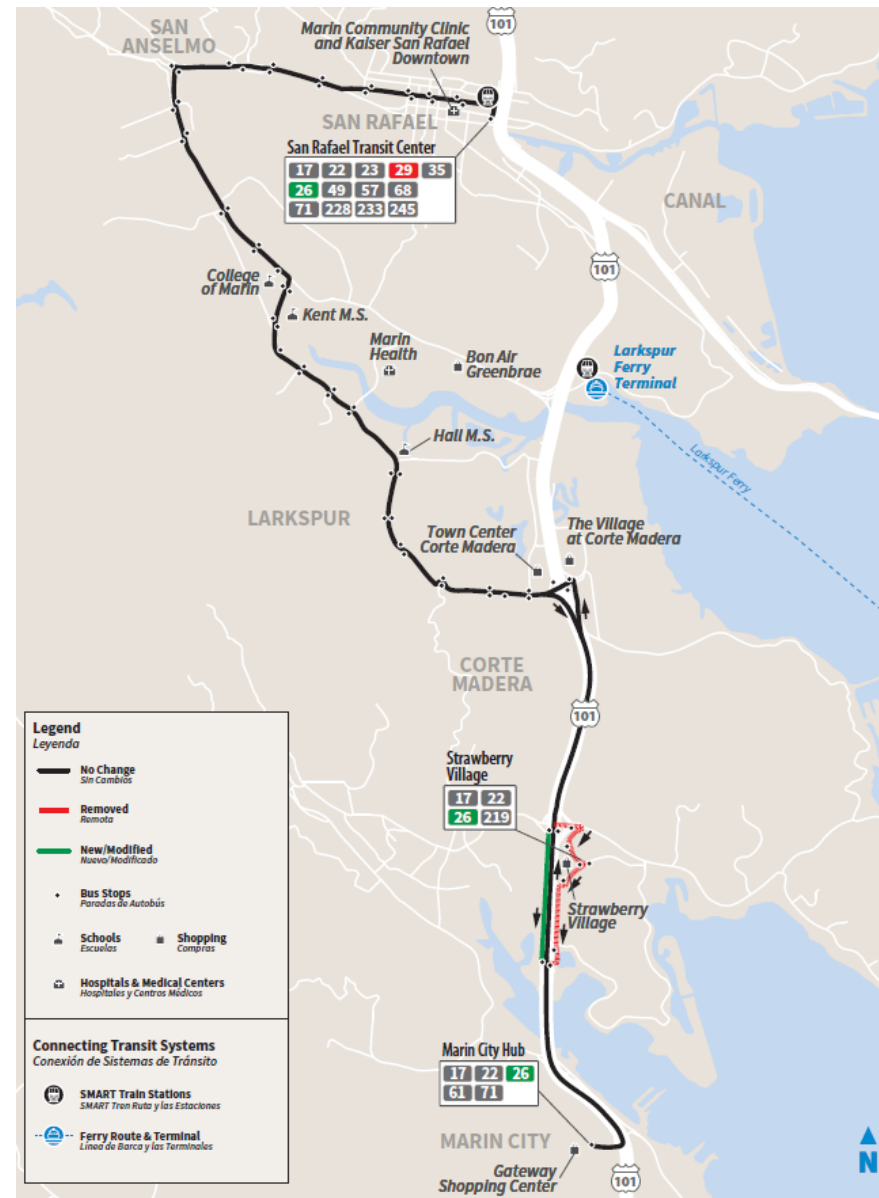 101
SAN
ANSELMO
Marin Community Clinic
and Kaiser San Rafael
Downtown
SAN RAFAEL
San Rafael Transit Center
17 22 23 29 35
26 49 57 68
71 228 233 245
CANAL
101
College
of Marin
Kent M.S.
Marin
Health
Bon Air
Greenbrae
Larkspur
Ferry
Terminal
Larkspur Ferry
Hall M.S.
LARKSPUR
Town Center
Corte Madera
The Village
at Corte Madera
CORTE
MADERA
101
Strawberry
Village
17 22
26 219
Strawberry
Village
Marin City Hub
17 22 26
61 71
MARIN CITY
Gateway
Shopping Center
101
N
Legend
Leyenda
No Change
Sin Cambios
Removed
Remota
New/Modified
Nuevo/Modificado
Bus Stops
Paradas de Autobús
Schools
Escuelas
Shopping
Compras
Hospitals & Medical Centers
Hospitales y Centros Médicos
Connecting Transit Systems
Conexión de Sistemas de Tránsito
SMART Train Stations
SMART Tren Ruta y las Estaciones
Ferry Route & Terminal
Línea de Barca y las Terminales